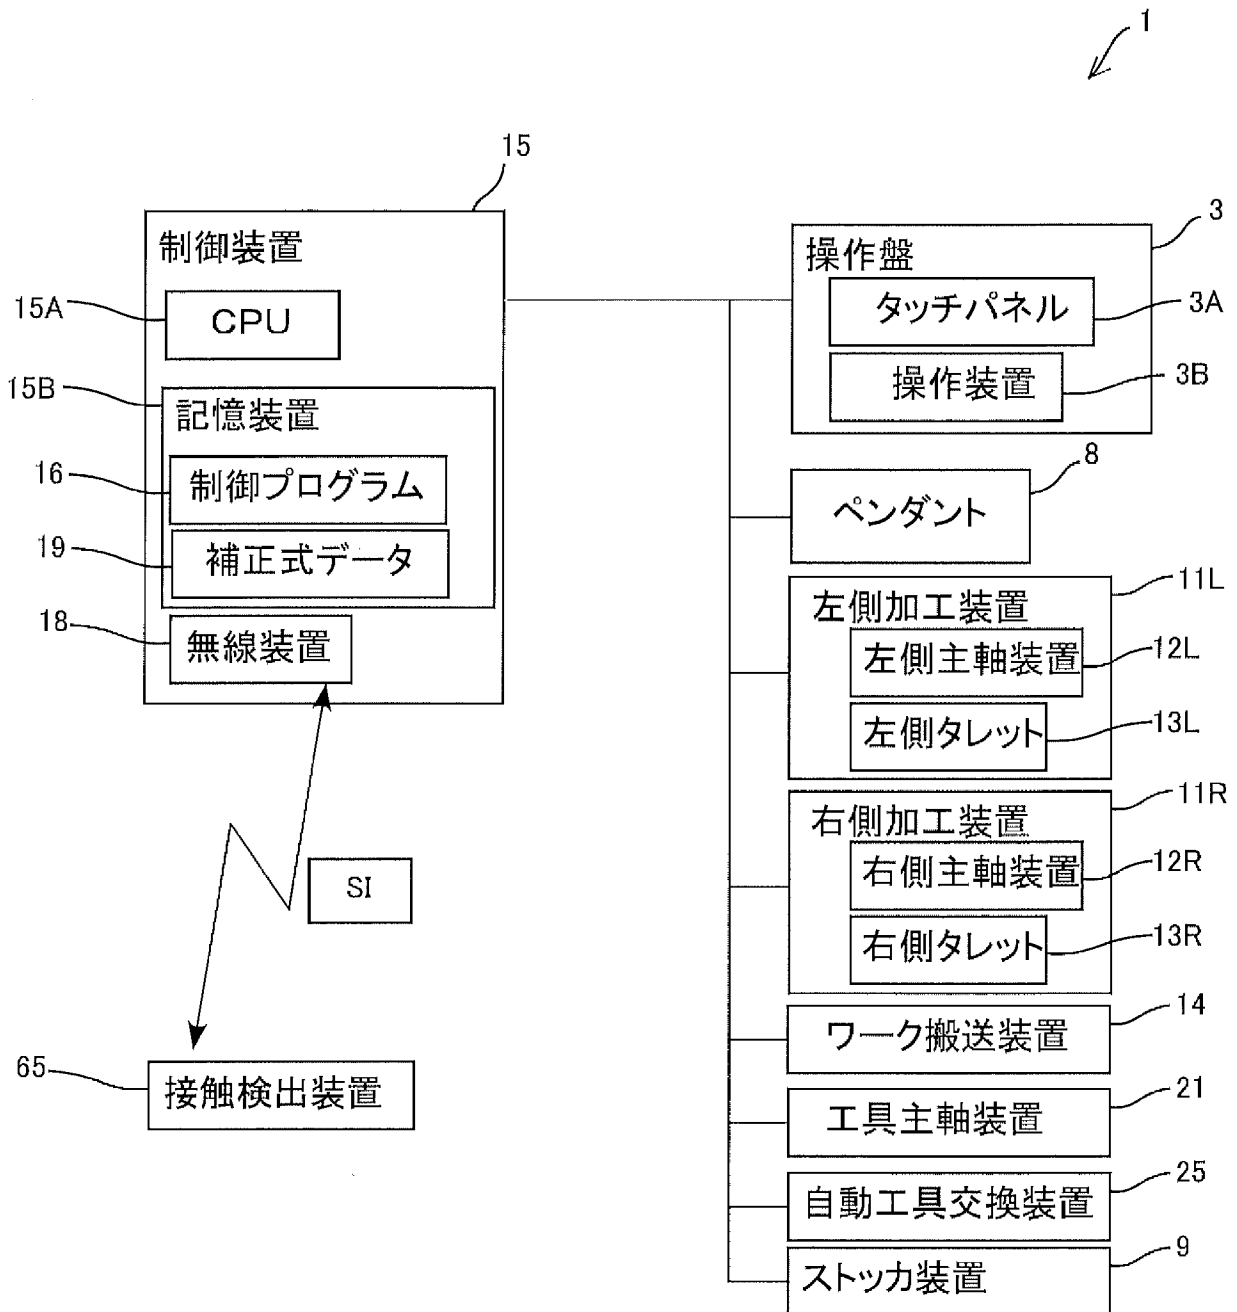 1
15
制御装置
15A
CPU
15B
記憶装置
16
制御プログラム
19
補正式データ
18
無線装置
SI
65
接触検出装置
3
操作盤
タッチパネル
3A
操作装置
3B
8
ペンダント
11L
左側加工装置
左側主軸装置
12L
左側タレット
13L
11R
右側加工装置
右側主軸装置
12R
右側タレット
13R
14
ワーク搬送装置
21
工具主軸装置
25
自動工具交換装置
9
ストッカ装置